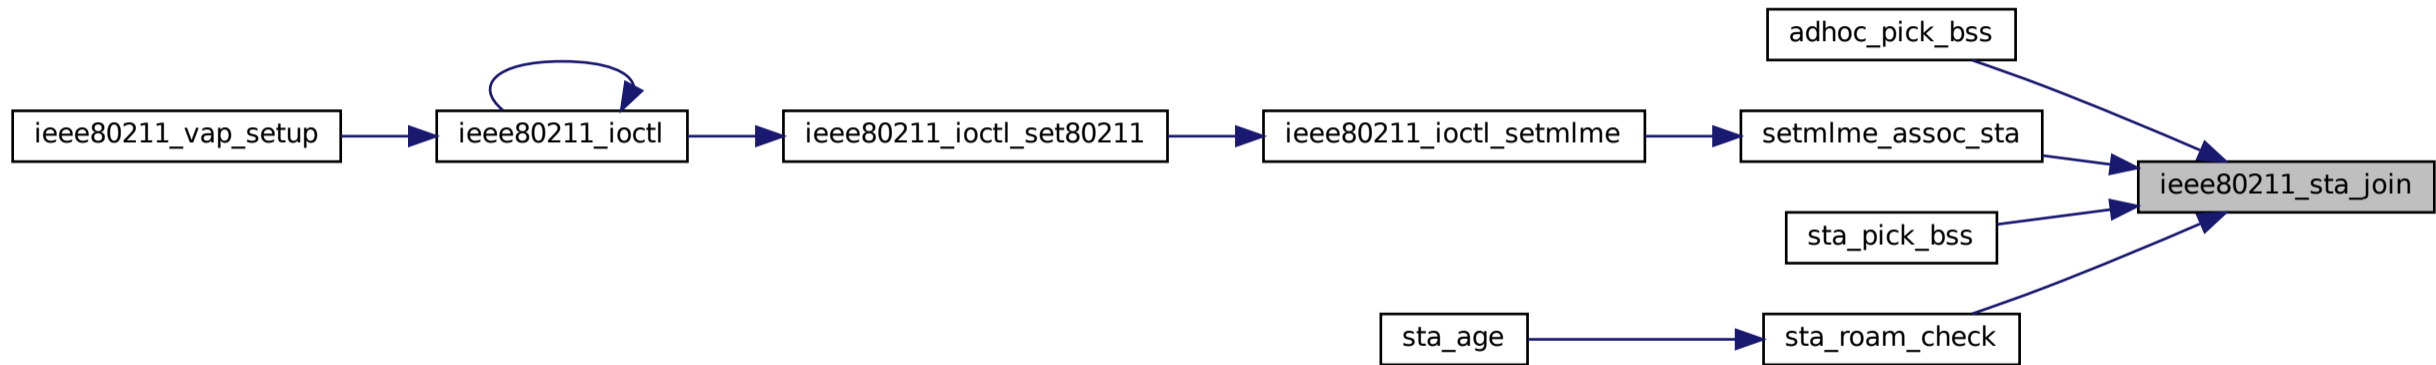 adhoc_pick_bss
ieee80211_vap_setup
ieee80211_ioctl
ieee80211_ioctl_set80211
ieee80211_ioctl_setmlme
setmlme_assoc_sta
ieee80211_sta_join
sta_pick_bss
sta_age
sta_roam_check